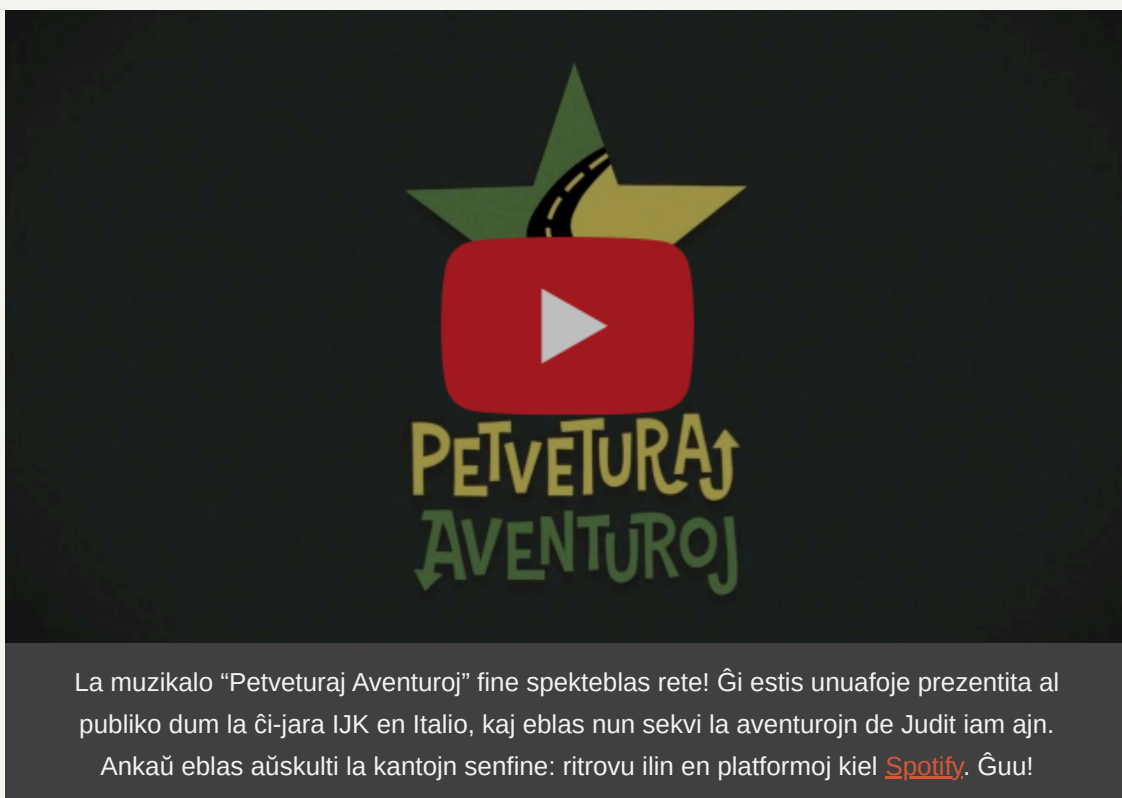 PETVETURAJ
AVENTUROJ
La muzikalo “Petveturaj Aventuroj” fine spekteblas rete! Ĝi estis unuafoje prezentita al
publiko dum la ĉi-jara IJK en Italio, kaj eblas nun sekvi la aventurojn de Judit iam ajn.
Ankaŭ eblas aŭskulti la kantojn senfine: ritrovu ilin en platformoj kiel Spotify. Ĝuu!